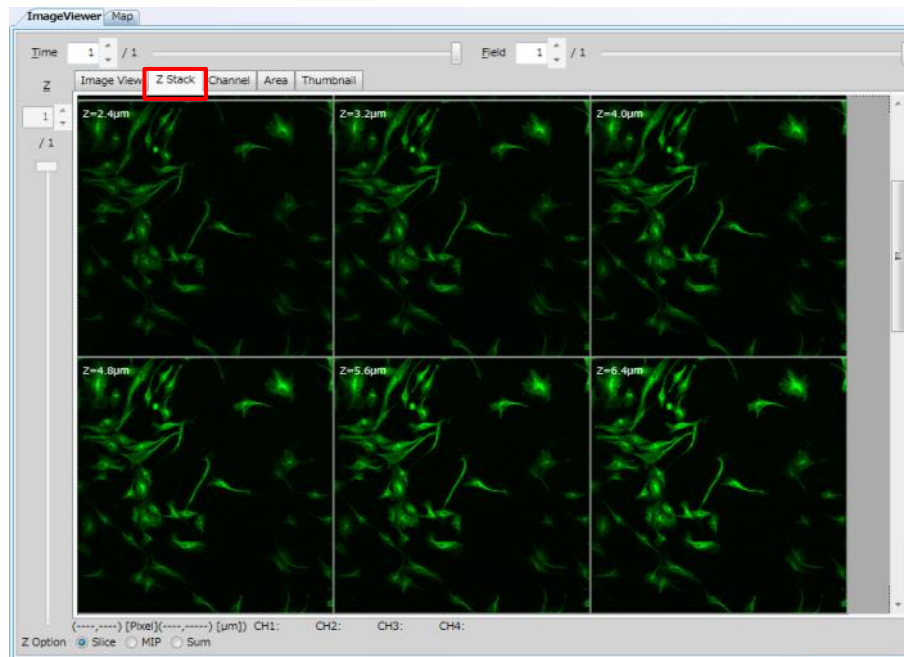 ImageViewer Map
Time 1 / 1 Field 1 / 1
Z Image View Z Stack Channel Area Thumbnail
1
/ 1
Z=2.4μm Z=3.2μm Z=4.0μm
Z=4.8μm Z=5.6μm Z=6.4μm
(----,----) [Pixel](----,-----) [μm]) CH1: CH2: CH3: CH4:
Z Option Slice MIP Sum